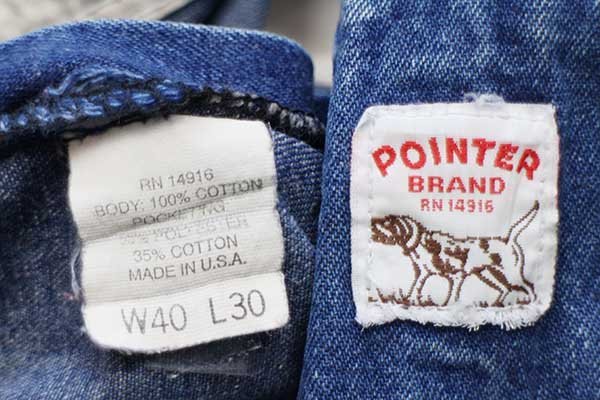 RN 14916
BODY: 100% COTTON
POCKETING
POLYESTER
35% COTTON
MADE IN U.S.A.
W40 L30
POINTER
BRAND
RN 14916